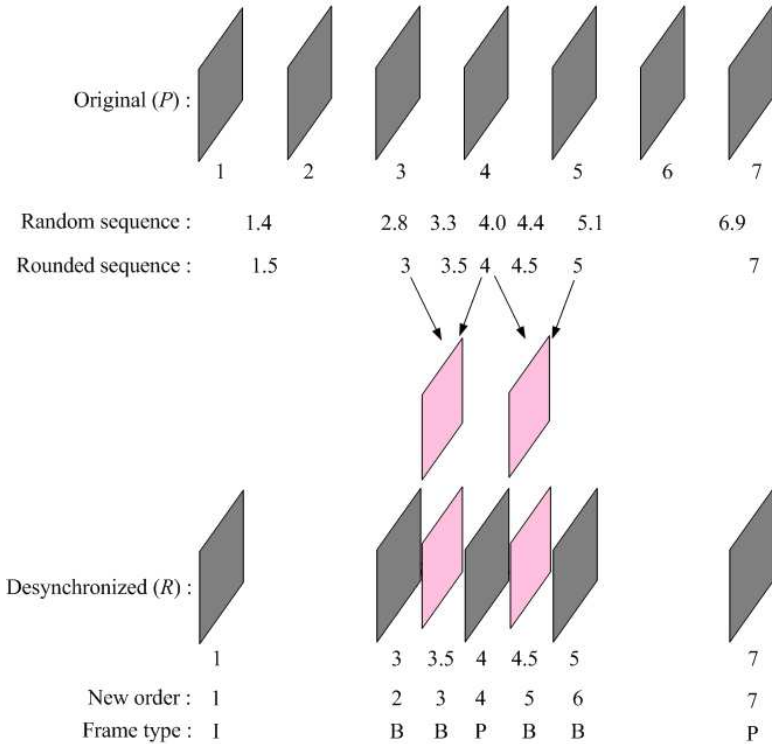 Original (P) :
1 2 3 4 5 6 7
Random sequence : 1.4 2.8 3.3 4.0 4.4 5.1 6.9
Rounded sequence : 1.5 3 3.5 4 4.5 5 7
Desynchronized (R) :
1 3 3.5 4 4.5 5 7
New order : 1 2 3 4 5 6 7
Frame type : I B B P B B P